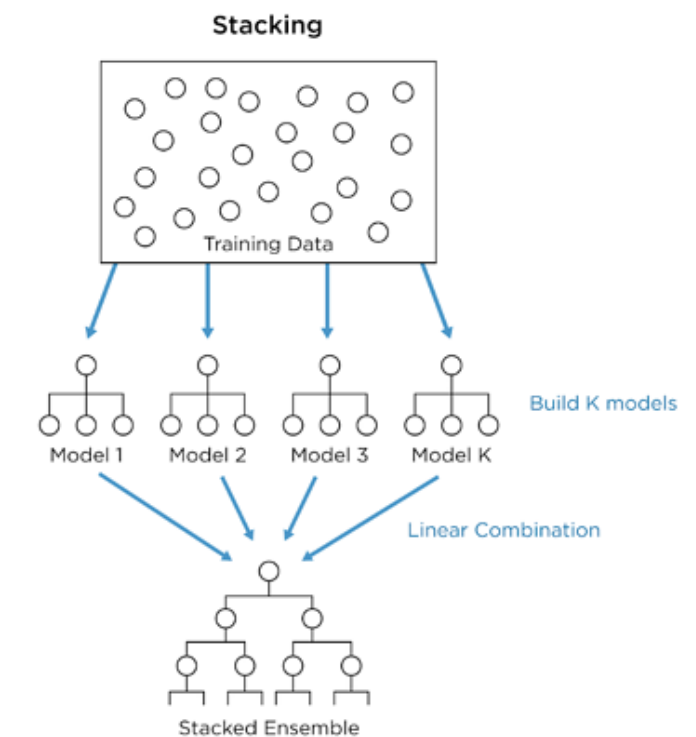 Stacking
Training Data
Build K models
Model 1
Model 2
Model 3
Model K
Linear Combination
Stacked Ensemble